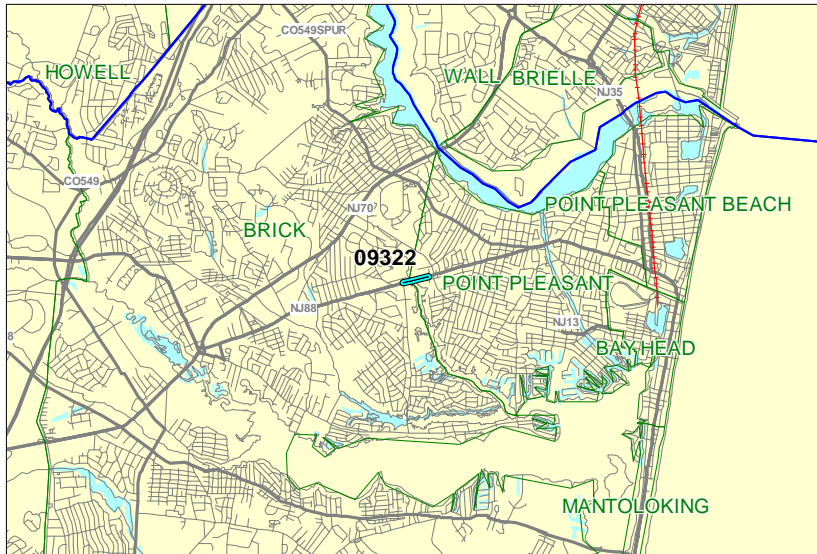 CO549SPUR
HOWELL
WALL
BRIELLE
NJ35
CO549
NJ70
POINT PLEASANT BEACH
BRICK
09322
POINT PLEASANT
NJ88
NJ13
8
BAY HEAD
MANTOLOKING